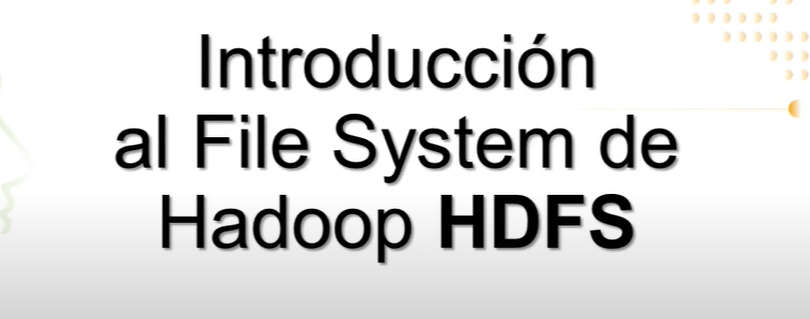 Introducción
al File System de
Hadoop HDFS